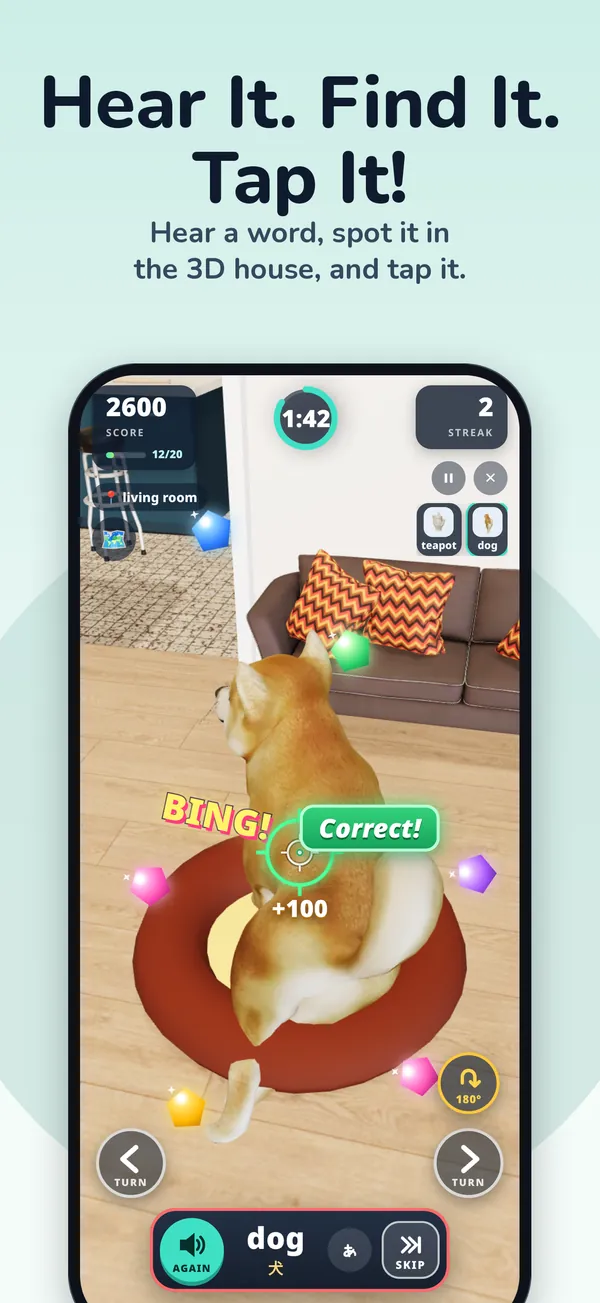 Hear It. Find It.
Tap It!
Hear a word, spot it in
the 3D house, and tap it.
2600
SCORE
12/20
1:42
2
STREAK
living room
teapot
dog
BING!
Correct!
+100
180°
TURN
TURN
AGAIN
dog
犬
あ
SKIP